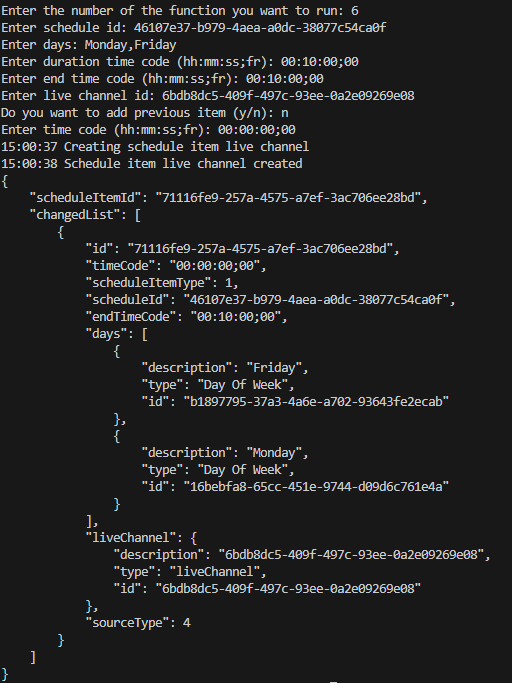 Enter the number of the function you want to run: 6
Enter schedule id: 46107e37-b979-4aea-a0dc-38077c54ca0f
Enter days: Monday,Friday
Enter duration time code (hh:mm:ss;fr): 00:10:00;00
Enter end time code (hh:mm:ss;fr): 00:10:00;00
Enter live channel id: 6bdb8dc5-409f-497c-93ee-0a2e09269e08
Do you want to add previous item (y/n): n
Enter time code (hh:mm:ss;fr): 00:00:00;00
15:00:37 Creating schedule item live channel
15:00:38 Schedule item live channel created
{
    "scheduleItemId": "71116fe9-257a-4575-a7ef-3ac706ee28bd",
    "changedList": [
        {
            "id": "71116fe9-257a-4575-a7ef-3ac706ee28bd",
            "timeCode": "00:00:00;00",
            "scheduleItemType": 1,
            "scheduleId": "46107e37-b979-4aea-a0dc-38077c54ca0f",
            "endTimeCode": "00:10:00;00",
            "days": [
                {
                    "description": "Friday",
                    "type": "Day Of Week",
                    "id": "b1897795-37a3-4a6e-a702-93643fe2ecab"
                },
                {
                    "description": "Monday",
                    "type": "Day Of Week",
                    "id": "16bebfa8-65cc-451e-9744-d09d6c761e4a"
                }
            ],
            "liveChannel": {
                "description": "6bdb8dc5-409f-497c-93ee-0a2e09269e08",
                "type": "liveChannel",
                "id": "6bdb8dc5-409f-497c-93ee-0a2e09269e08"
            },
            "sourceType": 4
        }
    ]
}